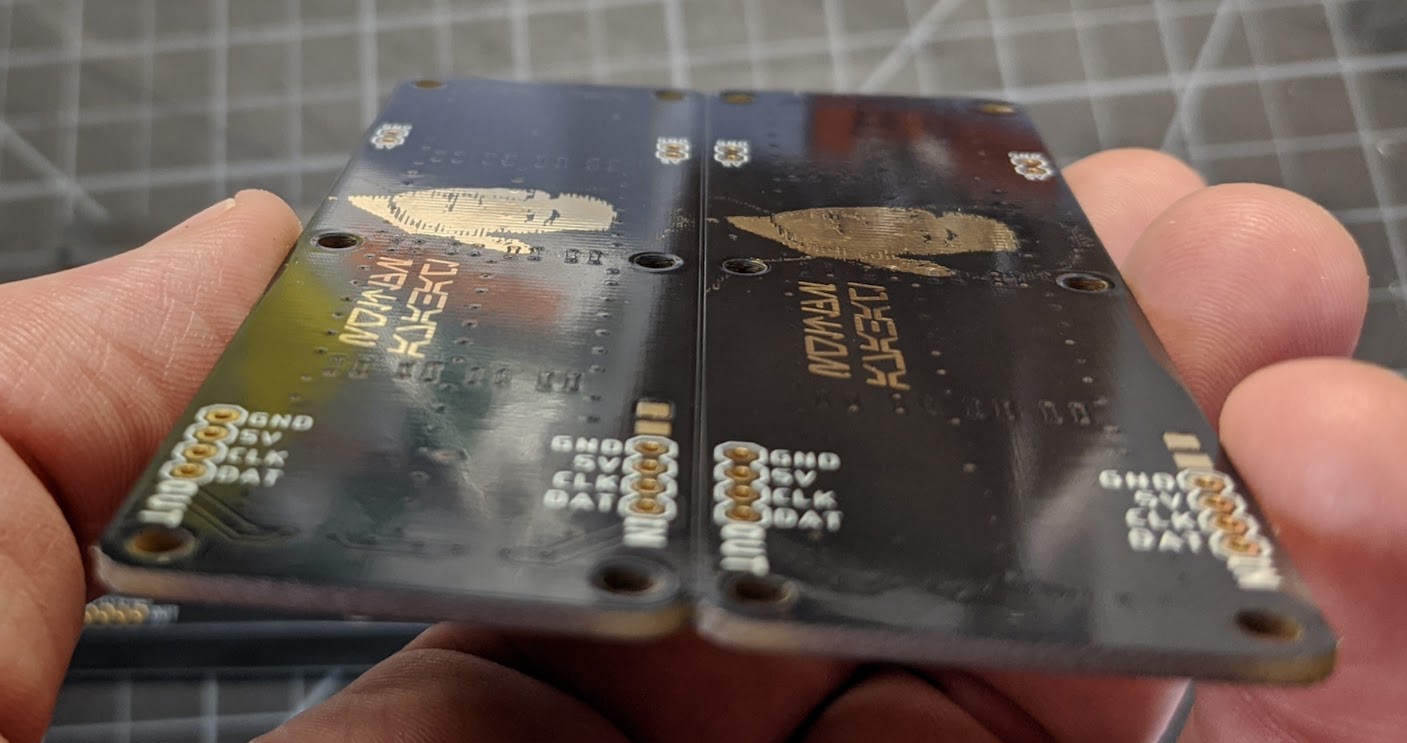 GND
5V
CLK
DAT
OUT
GND
5V
CLK
DAT
IN
GND
5V
CLK
DAT
OUT
GND
5V
CLK
DAT
IN